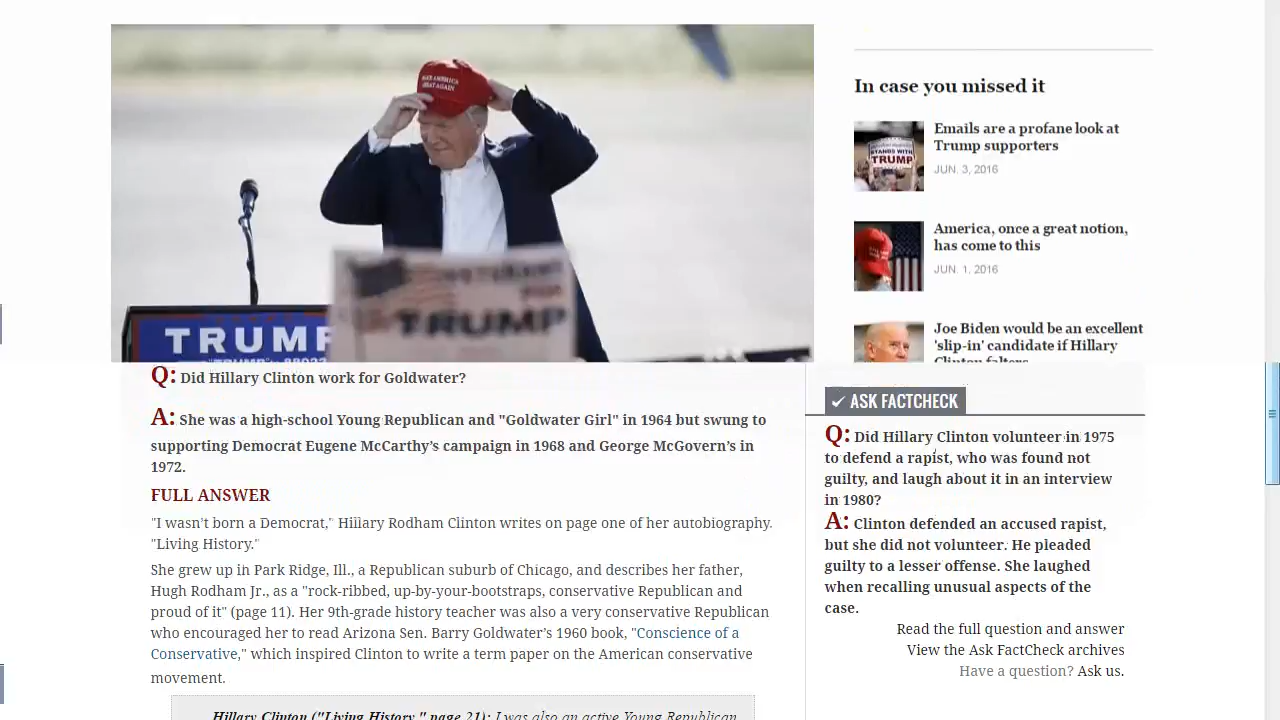 MAKE AMERICA
GREAT AGAIN
TRUMP
TRUMP
In case you missed it
STANDS WITH
TRUMP
Emails are a profane look at
Trump supporters
JUN. 3, 2016
America, once a great notion,
has come to this
JUN. 1, 2016
Joe Biden would be an excellent
'slip-in' candidate if Hillary
Clinton falters
Q: Did Hillary Clinton work for Goldwater?
A: She was a high-school Young Republican and "Goldwater Girl" in 1964 but swung to
supporting Democrat Eugene McCarthy’s campaign in 1968 and George McGovern’s in
1972.
FULL ANSWER
"I wasn’t born a Democrat," Hillary Rodham Clinton writes on page one of her autobiography.
"Living History."
She grew up in Park Ridge, Ill., a Republican suburb of Chicago, and describes her father,
Hugh Rodham Jr., as a "rock-ribbed, up-by-your-bootstraps, conservative Republican and
proud of it" (page 11). Her 9th-grade history teacher was also a very conservative Republican
who encouraged her to read Arizona Sen. Barry Goldwater’s 1960 book, "Conscience of a
Conservative," which inspired Clinton to write a term paper on the American conservative
movement.
Hillary Clinton ("Living History," page 21): I was also an active Young Republican
✓ ASK FACTCHECK
Q: Did Hillary Clinton volunteer in 1975
to defend a rapist, who was found not
guilty, and laugh about it in an interview
in 1980?
A: Clinton defended an accused rapist,
but she did not volunteer. He pleaded
guilty to a lesser offense. She laughed
when recalling unusual aspects of the
case.
Read the full question and answer
View the Ask FactCheck archives
Have a question? Ask us.